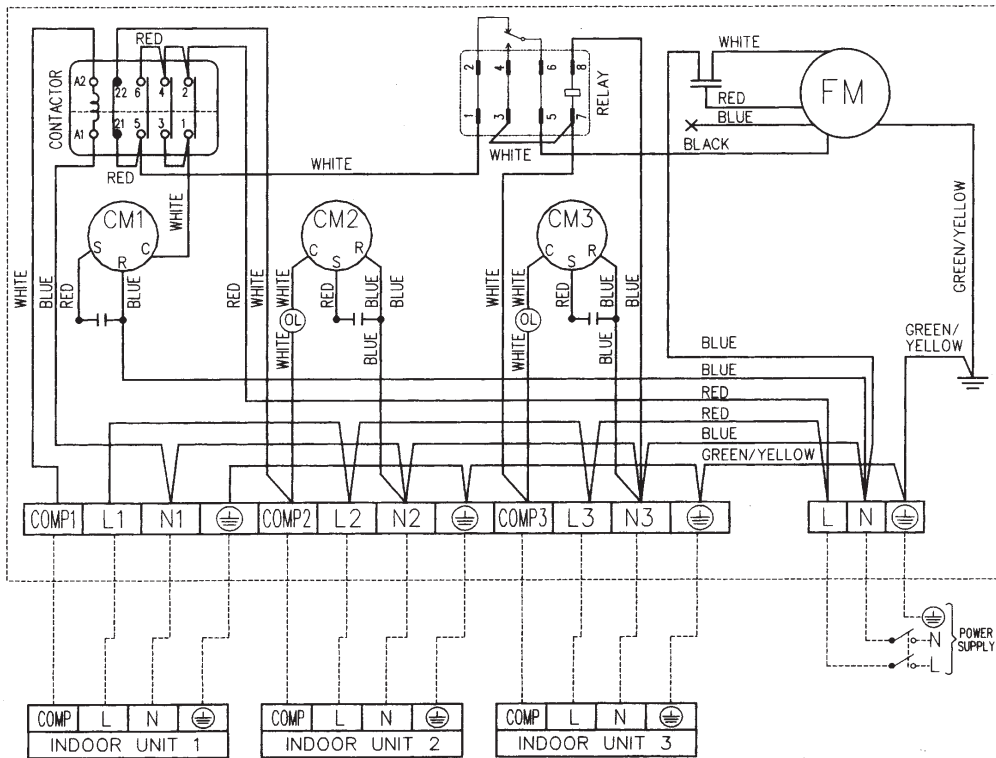 RED
CONTACTOR
A2
22
6
4
2
A1
21
5
3
1
RED
WHITE
WHITE
2
4
6
8
1
3
5
7
WHITE
RELAY
WHITE
RED
BLUE
BLACK
FM
GREEN/YELLOW
CM1
S
R
C
CM2
C
S
R
CM3
C
S
R
WHITE
BLUE
RED
BLUE
RED
WHITE
WHITE
RED
BLUE
BLUE
OL
WHITE
BLUE
WHITE
WHITE
RED
BLUE
BLUE
OL
WHITE
BLUE
GREEN/
YELLOW
BLUE
BLUE
RED
RED
BLUE
GREEN/YELLOW
COMP1
L1
N1
COMP2
L2
N2
COMP3
L3
N3
L
N
N
L
POWER
SUPPLY
COMP
L
N
INDOOR UNIT 1
COMP
L
N
INDOOR UNIT 2
COMP
L
N
INDOOR UNIT 3